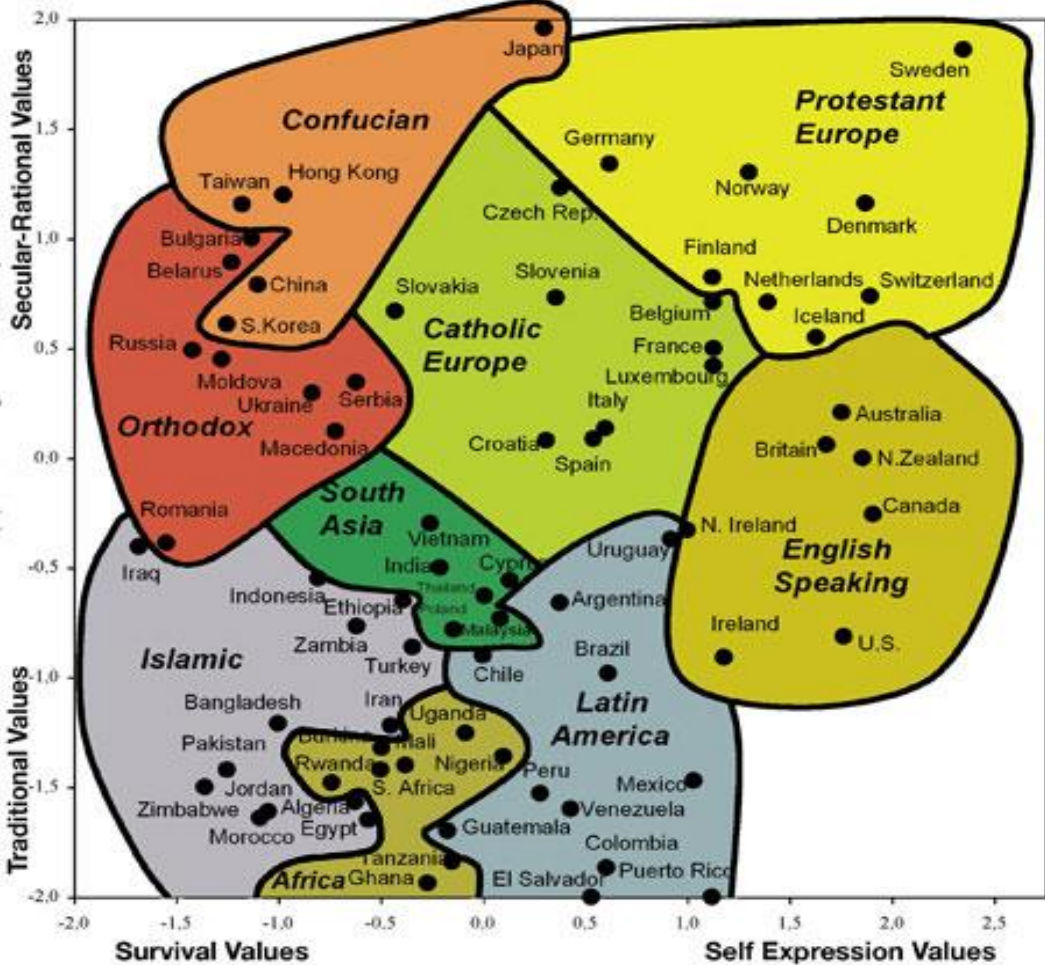 2.0
Japan
Sweden
Protestant
Europe
Confucian
1.5
Germany
Hong Kong
Taiwan
Norway
Czech Rep.
Denmark
1.0
Bulgaria
Finland
Belarus
China
Slovenia
Netherlands
Switzerland
Slovakia
Belgium
Iceland
S.Korea
Catholic
Europe
0.5
Russia
France
Moldova
Luxembourg
Ukraine
Serbia
Italy
Australia
Orthodox
Macedonia
Croatia
Spain
Britain
N.Zealand
0.0
South
Asia
Romania
Canada
N. Ireland
Vietnam
Uruguay
English
Speaking
-0.5
Iraq
India
Cypr
Thailand
Indonesia
Ethiopia
Poland
Argentina
Malaysia
Ireland
Zambia
U.S.
Islamic
Turkey
Chile
Brazil
-1.0
Latin
America
Bangladesh
Iran
Uganda
Pakistan
Mali
Rwanda
Nigeria
Peru
-1.5
Jordan
S. Africa
Mexico
Zimbabwe
Algeria
Venezuela
Morocco
Egypt
Guatemala
Colombia
Tanzania
Puerto Rico
Africa
Ghana
El Salvador
-2.0
Secular-Rational Values
Traditional Values
-2.0 -1.5 -1.0 -0.5 0,0 0,5 1,0 1,5 2,0 2,5
Survival Values
Self Expression Values